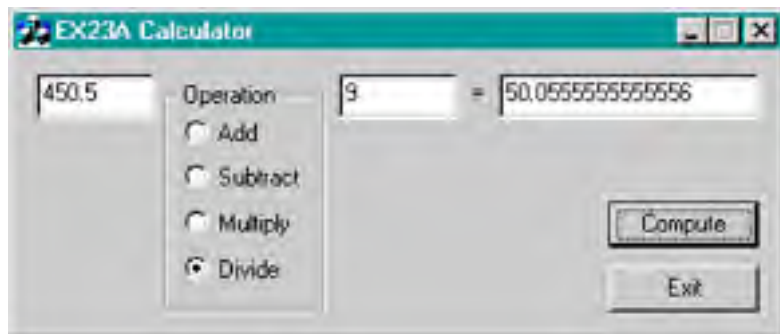 EX23A Calculator
450.5
Operation
Add
Subtract
Multiply
Divide
9
=
50.0555555555556
Compute
Exit